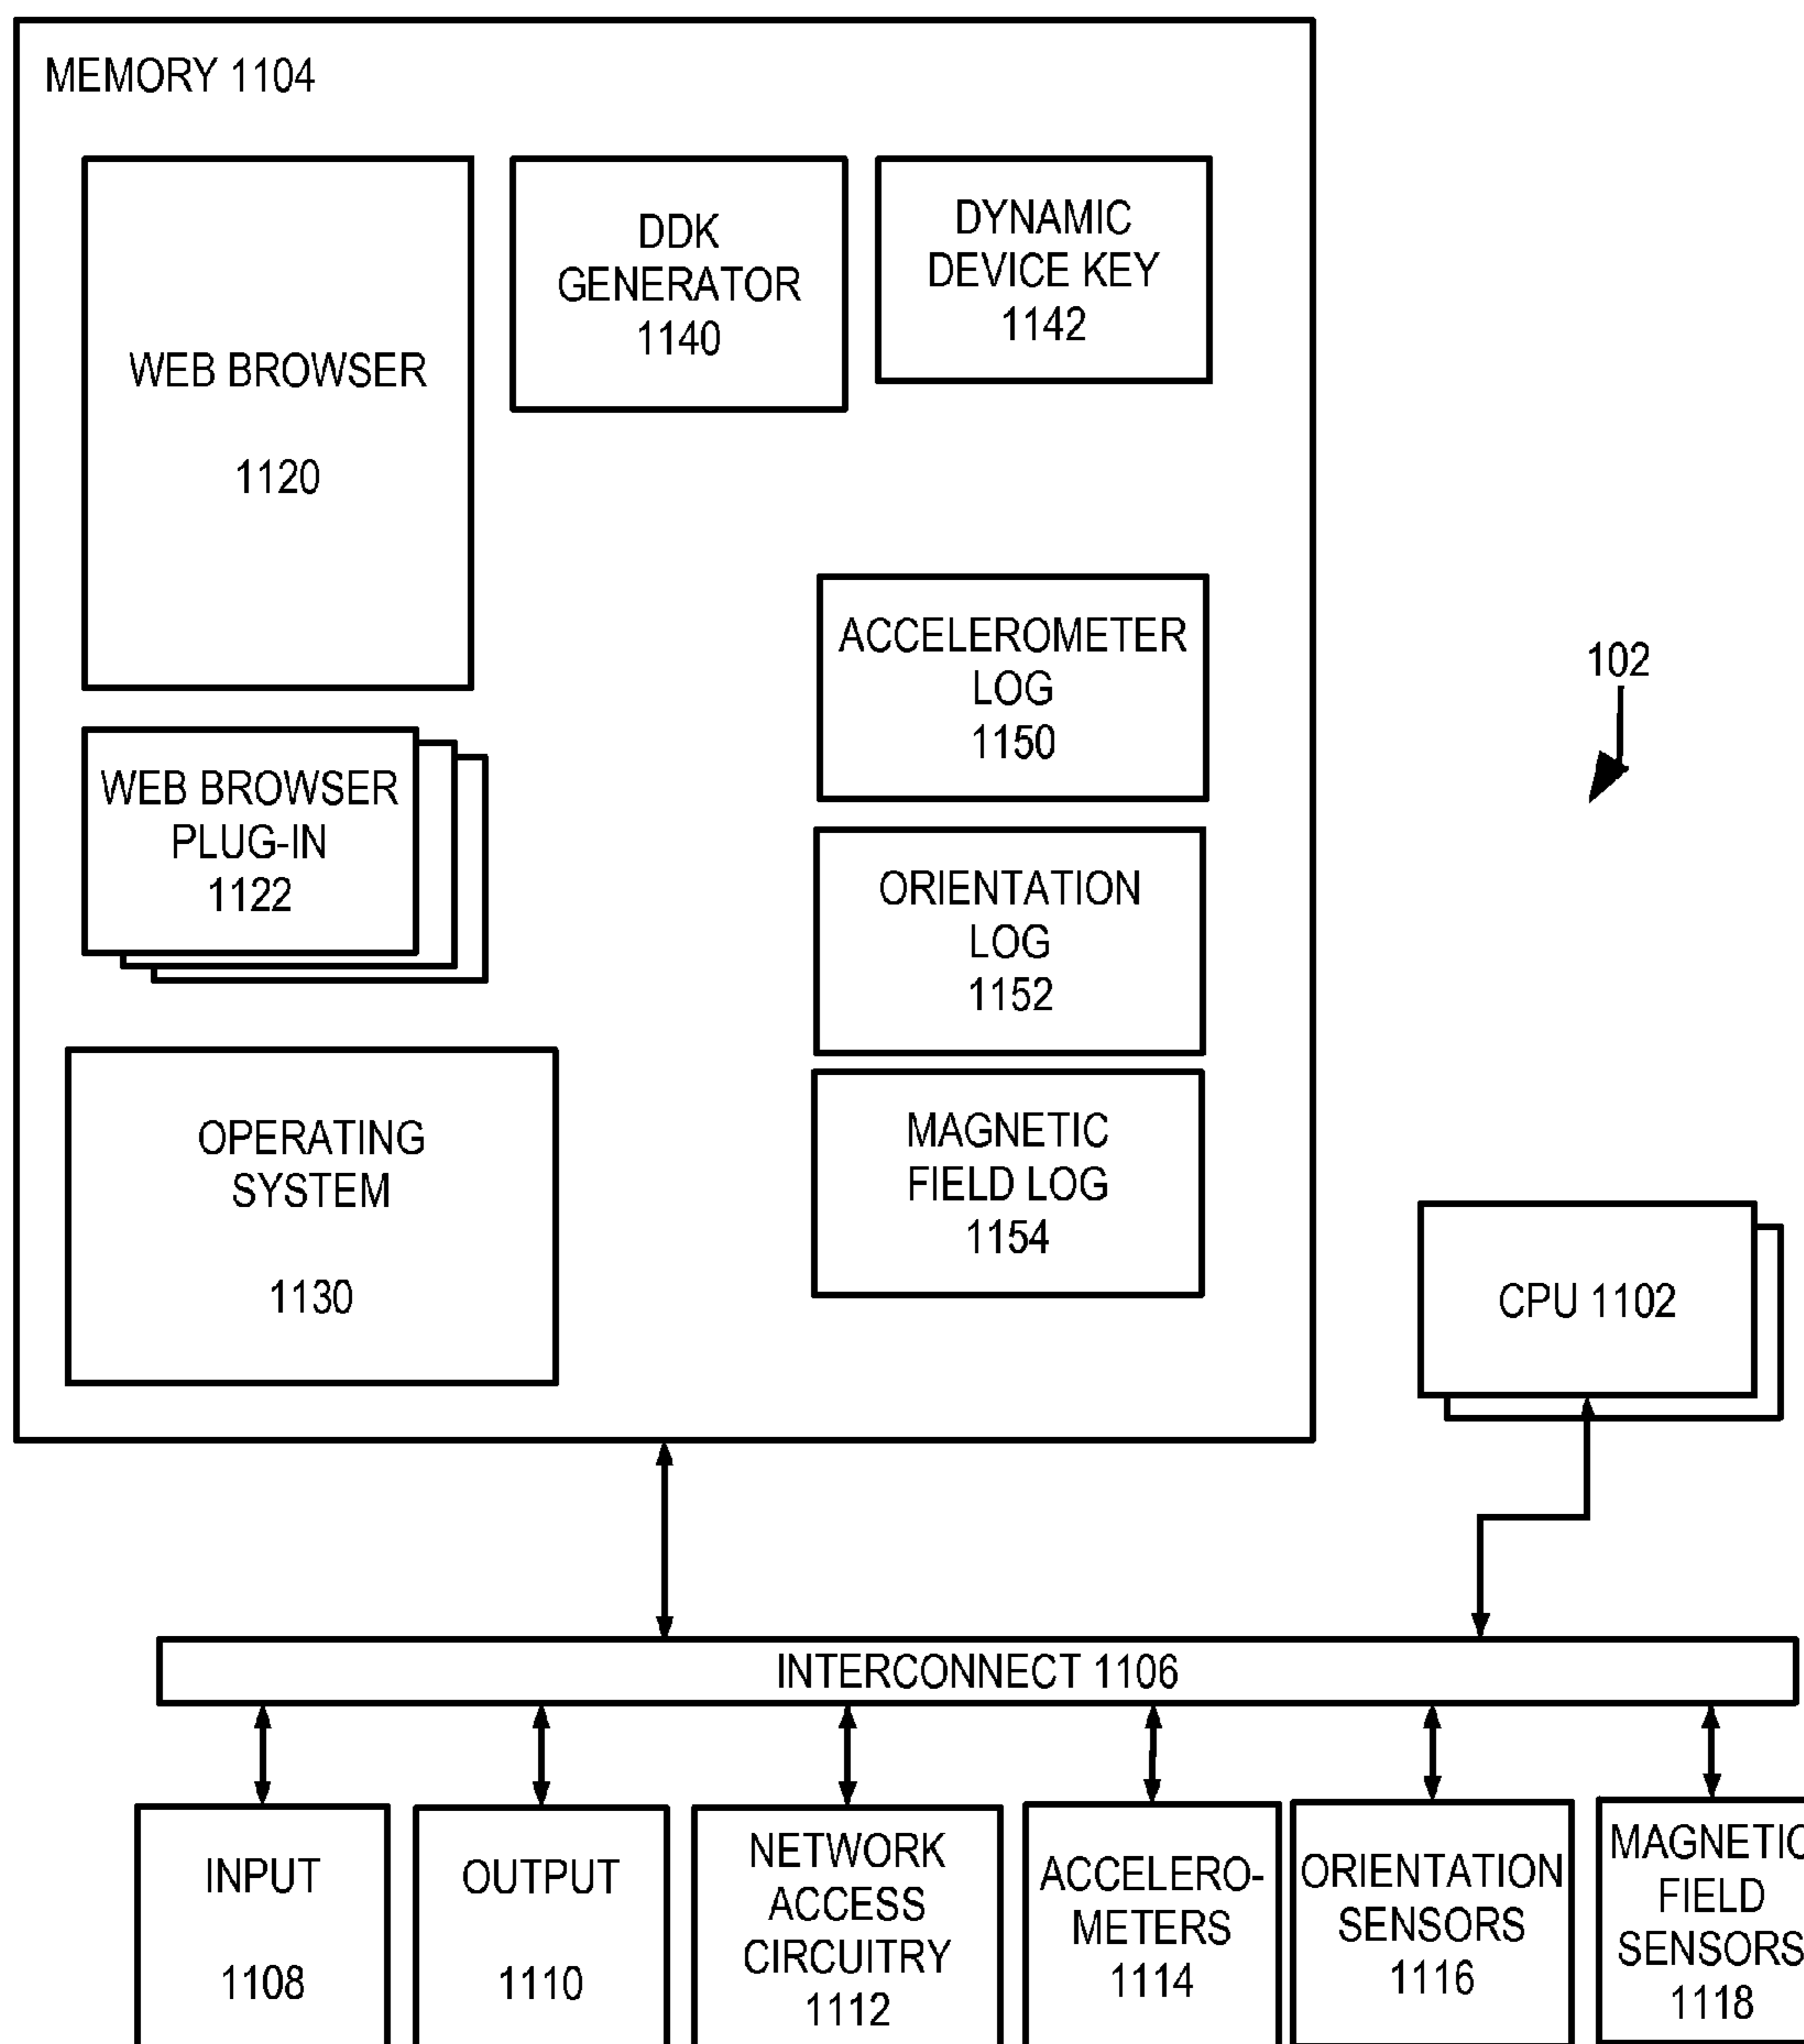 MEMORY 1104
WEB BROWSER
1120
DDK
GENERATOR
1140
DYNAMIC
DEVICE KEY
1142
ACCELEROMETER
LOG
1150
102
WEB BROWSER
PLUG-IN
1122
ORIENTATION
LOG
1152
OPERATING
SYSTEM
1130
MAGNETIC
FIELD LOG
1154
CPU 1102
INTERCONNECT 1106
INPUT
1108
OUTPUT
1110
NETWORK
ACCESS
CIRCUITRY
1112
ACCELERO-
METERS
1114
ORIENTATION
SENSORS
1116
MAGNETIC
FIELD
SENSORS
1118